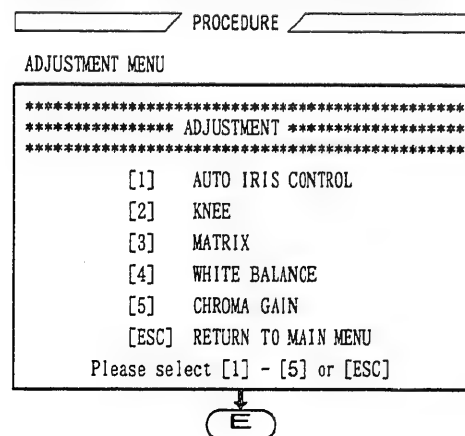 PROCEDURE
ADJUSTMENT MENU
*********************************************
*************** ADJUSTMENT ****************
*********************************************
[1] AUTO IRIS CONTROL
[2] KNEE
[3] MATRIX
[4] WHITE BALANCE
[5] CHROMA GAIN
[ESC] RETURN TO MAIN MENU
Please select [1] - [5] or [ESC]
E